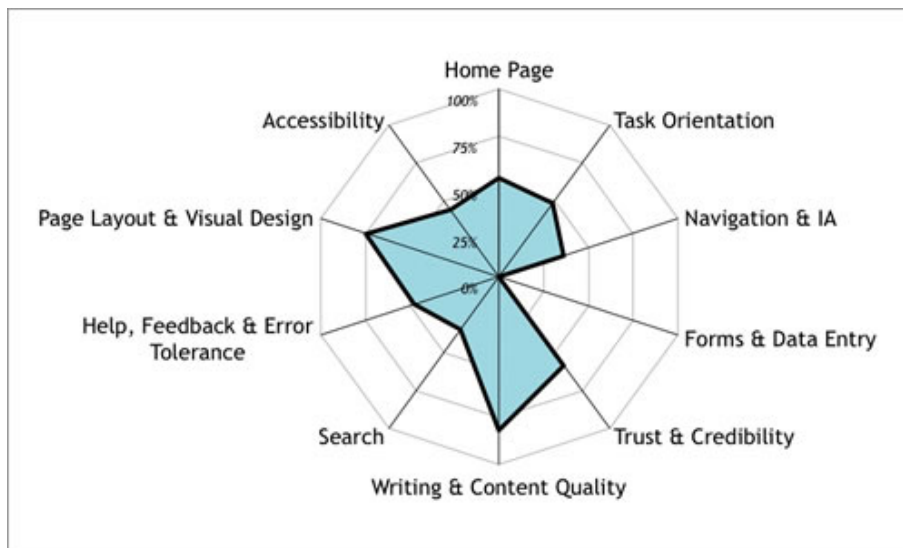 Home Page
100%
Accessibility
Task Orientation
75%
50%
Page Layout & Visual Design
Navigation & IA
25%
0%
Help, Feedback & Error
Tolerance
Forms & Data Entry
Search
Trust & Credibility
Writing & Content Quality